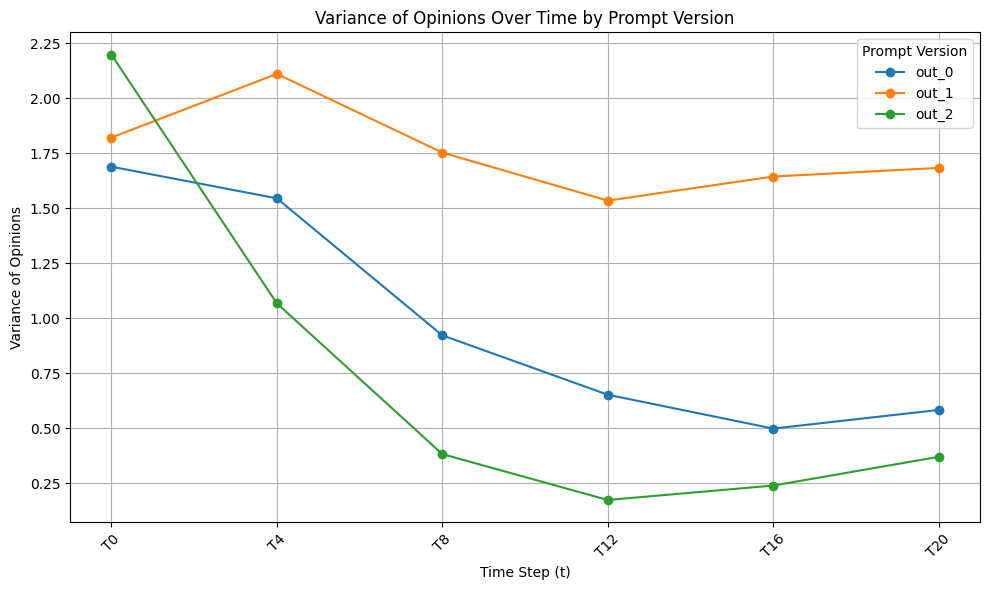 Variance of Opinions Over Time by Prompt Version
Prompt Version
out_0
out_1
out_2
Variance of Opinions
2.25
2.00
1.75
1.50
1.25
1.00
0.75
0.50
0.25
T0
T4
T8
T12
T16
T20
Time Step (t)